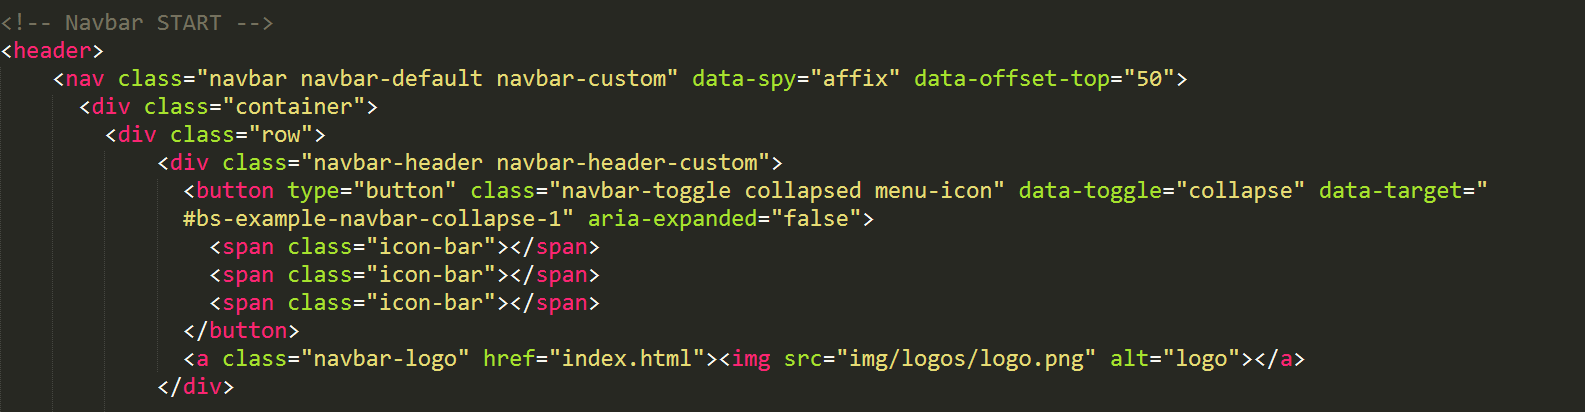 <!-- Navbar START -->
<header>
    <nav class="navbar navbar-default navbar-custom" data-spy="affix" data-offset-top="50">
      <div class="container">
        <div class="row">
            <div class="navbar-header navbar-header-custom">
              <button type="button" class="navbar-toggle collapsed menu-icon" data-toggle="collapse" data-target="
              #bs-example-navbar-collapse-1" aria-expanded="false">
                <span class="icon-bar"></span>
                <span class="icon-bar"></span>
                <span class="icon-bar"></span>
              </button>
              <a class="navbar-logo" href="index.html"><img src="img/logos/logo.png" alt="logo"></a>
            </div>